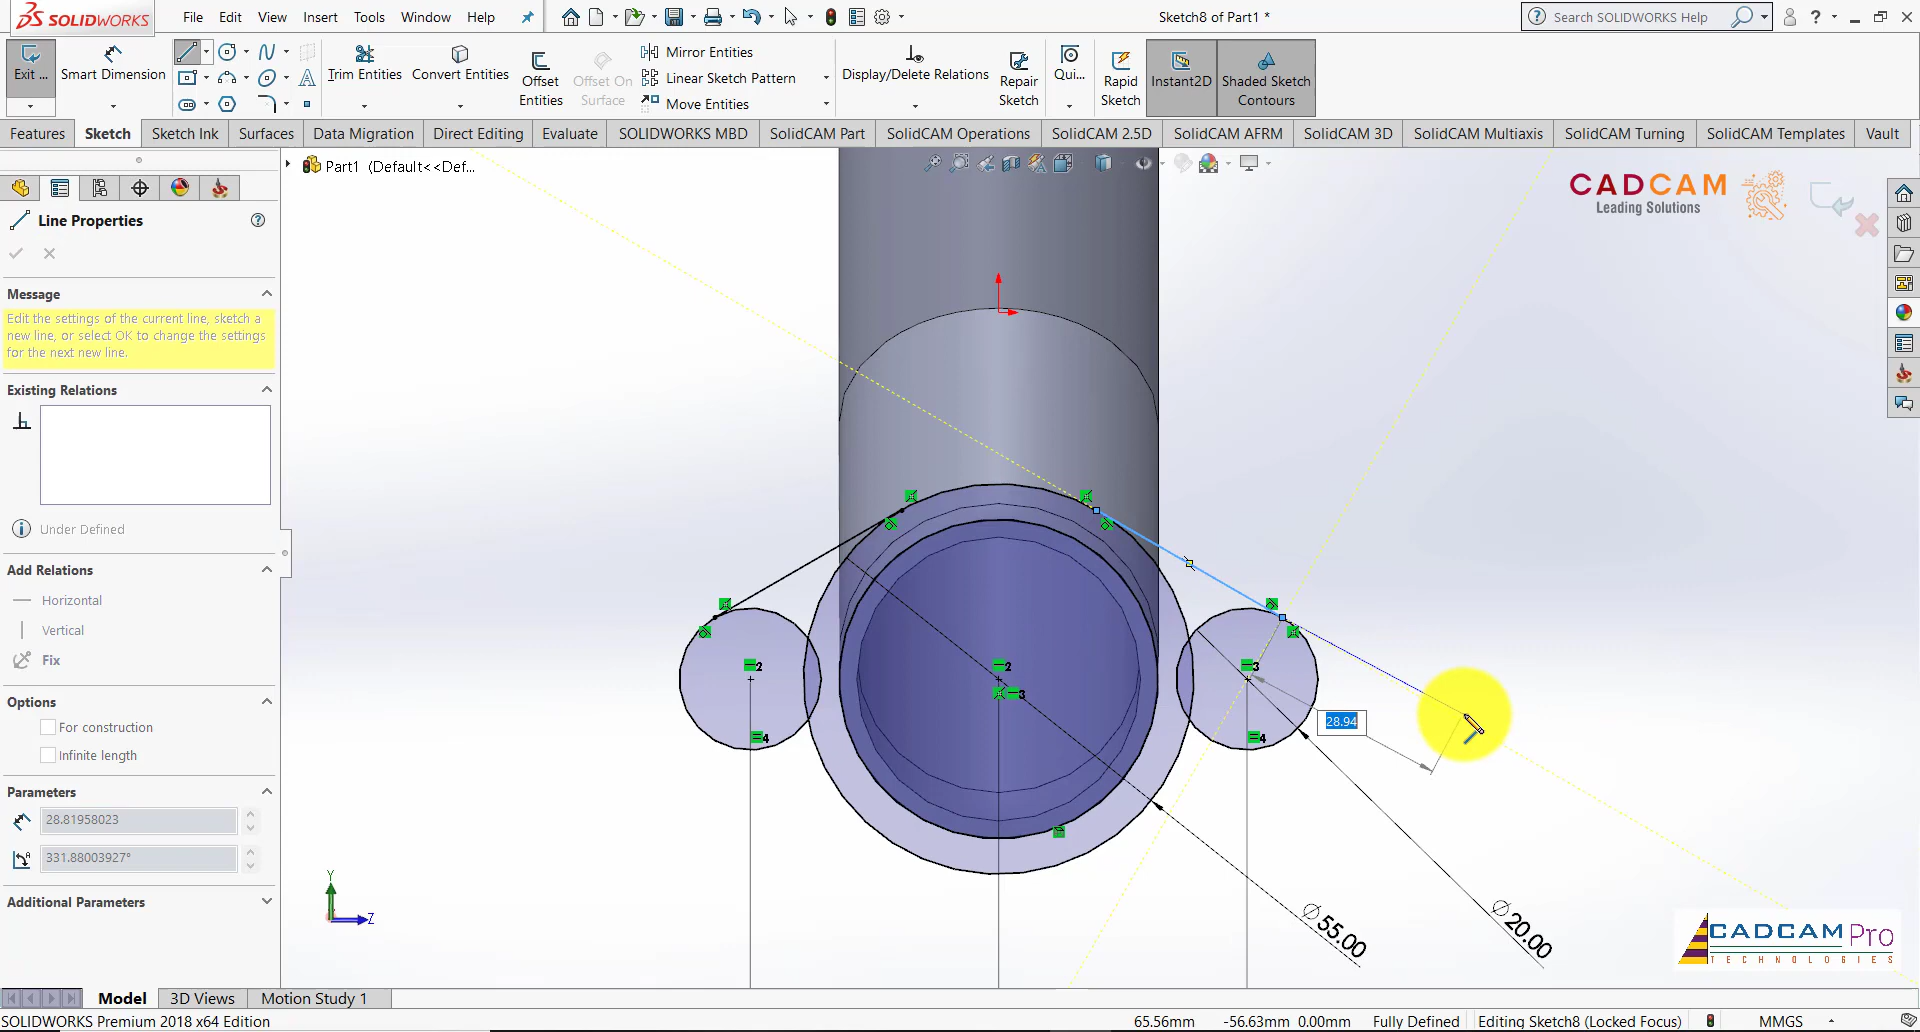 SOLIDWORKS
File Edit View Insert Tools Window Help
Sketch8 of Part1 *
Search SOLIDWORKS Help
Exit ...
Smart Dimension
Trim Entities
Convert Entities
Offset Entities
Offset On Surface
Mirror Entities
Linear Sketch Pattern
Move Entities
Display/Delete Relations
Repair Sketch
Qui...
Rapid Sketch
Instant2D
Shaded Sketch Contours
Features Sketch Sketch Ink Surfaces Data Migration Direct Editing Evaluate SOLIDWORKS MBD SolidCAM Part SolidCAM Operations SolidCAM 2.5D SolidCAM AFRM SolidCAM 3D SolidCAM Multiaxis SolidCAM Turning SolidCAM Templates Vault
Part1 (Default<<Def...
CADCAM
Leading Solutions
Line Properties
Message
Edit the settings of the current line, sketch a
new line, or select OK to change the settings
for the next new line.
Existing Relations
Under Defined
Add Relations
Horizontal
Vertical
Fix
Options
For construction
Infinite length
Parameters
28.81958023
331.88003927°
Additional Parameters
2
2
3
3
4
4
28.94
Ø55.00
Ø20.00
Y
Z
CADCAM Pro
TECHNOLOGIES
Model 3D Views Motion Study 1
SOLIDWORKS Premium 2018 x64 Edition
65.56mm -56.63mm 0.00mm Fully Defined Editing Sketch8 (Locked Focus) MMGS